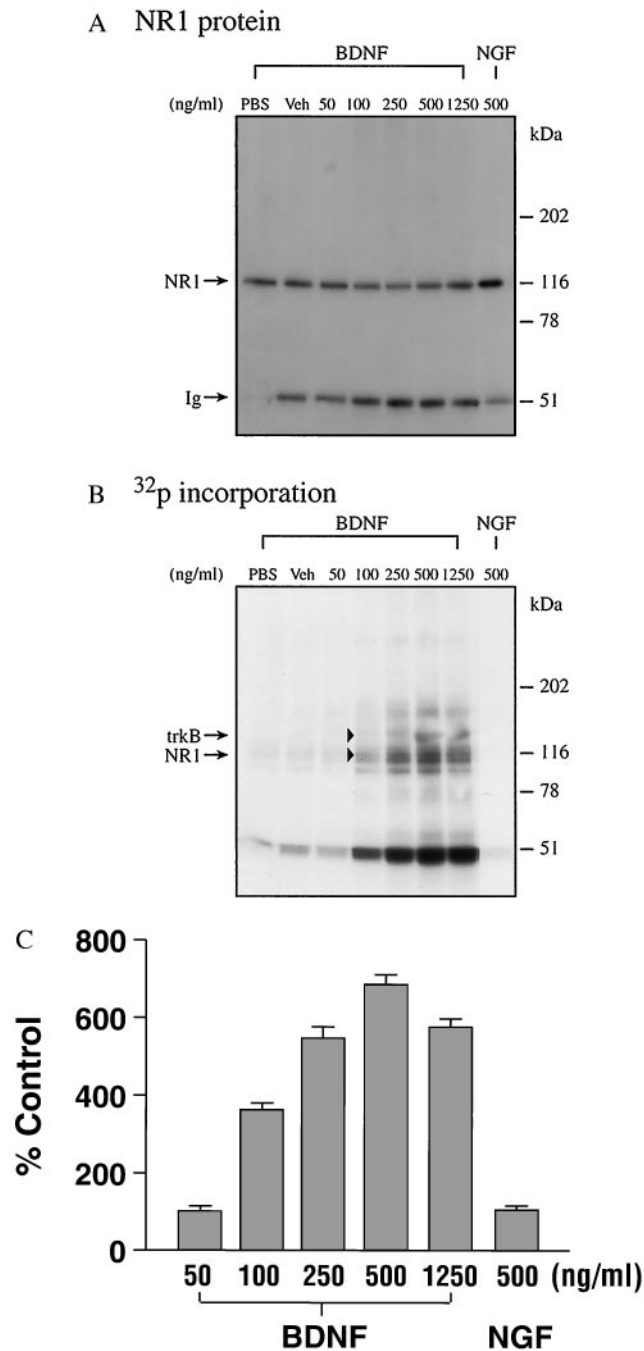 A NR1 protein
BDNF NGF
(ng/ml) PBS Veh 50 100 250 500 1250 500
kDa
– 202
NR1→ – 116
– 78
Ig→ – 51
B ³²p incorporation
BDNF NGF
(ng/ml) PBS Veh 50 100 250 500 1250 500
kDa
– 202
trkB→
NR1→ – 116
– 78
– 51
C
% Control
800
600
400
200
0
50 100 250 500 1250 500 (ng/ml)
BDNF NGF